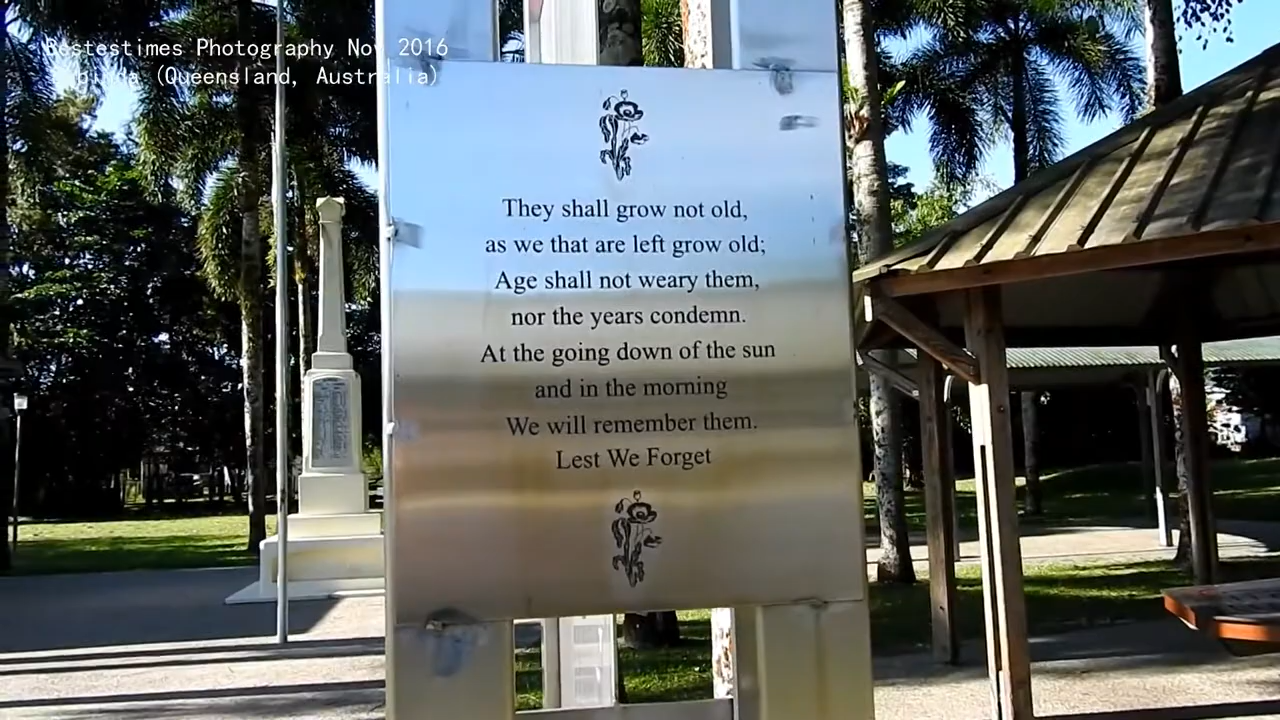 Bestestimes Photography Nov 2016
(Queensland, Australia)
They shall grow not old,
as we that are left grow old;
Age shall not weary them,
nor the years condemn.
At the going down of the sun
and in the morning
We will remember them.
Lest We Forget